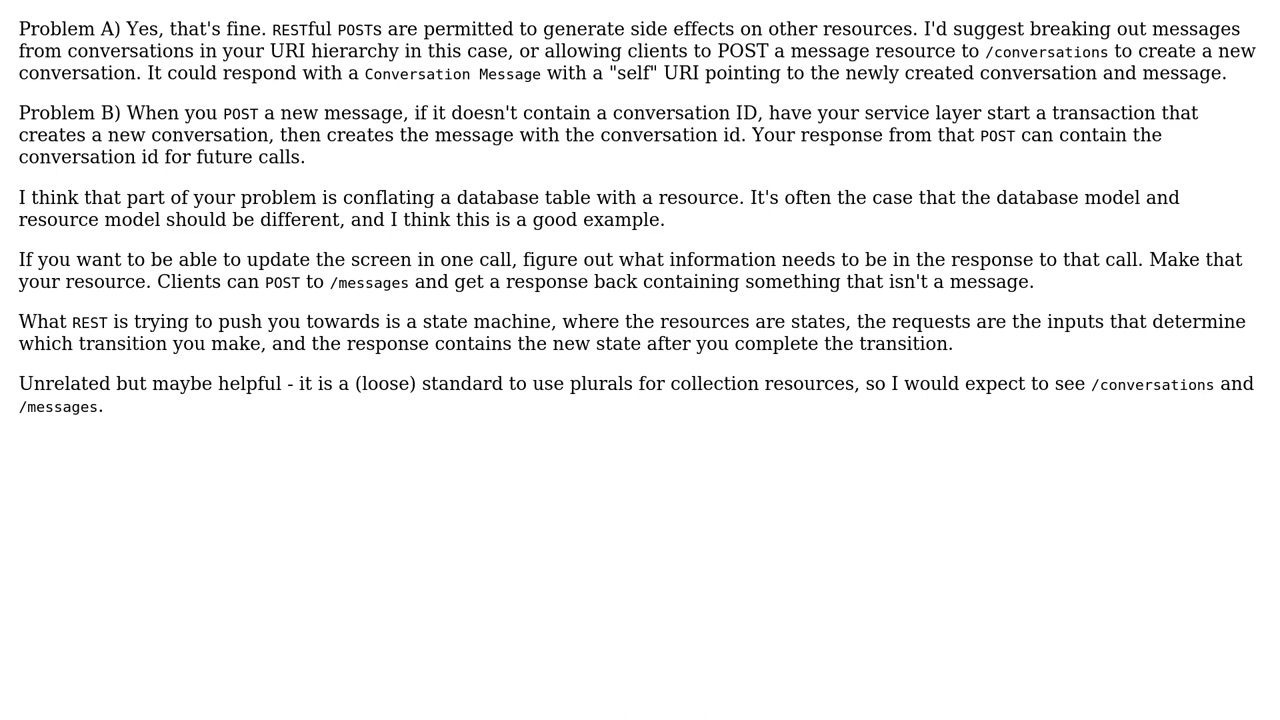 Problem A) Yes, that's fine. RESTful POSTs are permitted to generate side effects on other resources. I'd suggest breaking out messages
from conversations in your URI hierarchy in this case, or allowing clients to POST a message resource to /conversations to create a new
conversation. It could respond with a Conversation Message with a "self" URI pointing to the newly created conversation and message.
Problem B) When you POST a new message, if it doesn't contain a conversation ID, have your service layer start a transaction that
creates a new conversation, then creates the message with the conversation id. Your response from that POST can contain the
conversation id for future calls.
I think that part of your problem is conflating a database table with a resource. It's often the case that the database model and
resource model should be different, and I think this is a good example.
If you want to be able to update the screen in one call, figure out what information needs to be in the response to that call. Make that
your resource. Clients can POST to /messages and get a response back containing something that isn't a message.
What REST is trying to push you towards is a state machine, where the resources are states, the requests are the inputs that determine
which transition you make, and the response contains the new state after you complete the transition.
Unrelated but maybe helpful - it is a (loose) standard to use plurals for collection resources, so I would expect to see /conversations and
/messages.